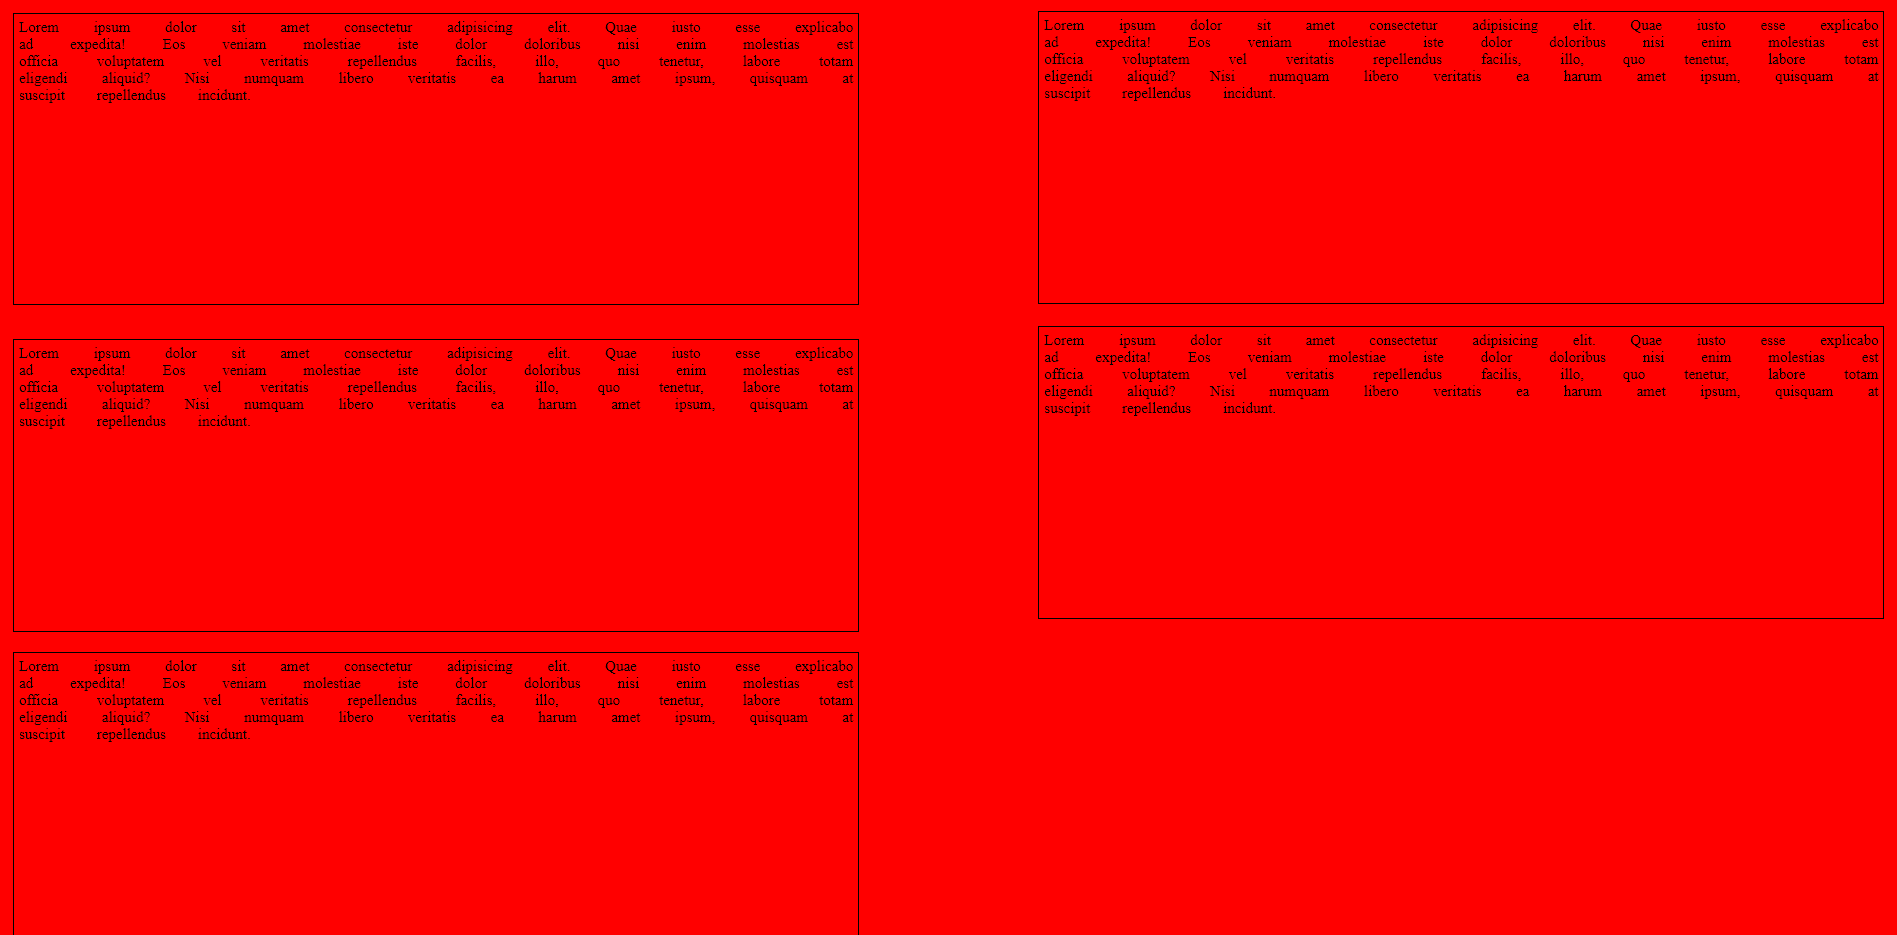 Lorem ipsum dolor sit amet consectetur adipisicing elit. Quae iusto esse explicabo
ad expedita! Eos veniam molestiae iste dolor doloribus nisi enim molestias est
officia voluptatem vel veritatis repellendus facilis, illo, quo tenetur, labore totam
eligendi aliquid? Nisi numquam libero veritatis ea harum amet ipsum, quisquam at
suscipit repellendus incidunt.
Lorem ipsum dolor sit amet consectetur adipisicing elit. Quae iusto esse explicabo
ad expedita! Eos veniam molestiae iste dolor doloribus nisi enim molestias est
officia voluptatem vel veritatis repellendus facilis, illo, quo tenetur, labore totam
eligendi aliquid? Nisi numquam libero veritatis ea harum amet ipsum, quisquam at
suscipit repellendus incidunt.
Lorem ipsum dolor sit amet consectetur adipisicing elit. Quae iusto esse explicabo
ad expedita! Eos veniam molestiae iste dolor doloribus nisi enim molestias est
officia voluptatem vel veritatis repellendus facilis, illo, quo tenetur, labore totam
eligendi aliquid? Nisi numquam libero veritatis ea harum amet ipsum, quisquam at
suscipit repellendus incidunt.
Lorem ipsum dolor sit amet consectetur adipisicing elit. Quae iusto esse explicabo
ad expedita! Eos veniam molestiae iste dolor doloribus nisi enim molestias est
officia voluptatem vel veritatis repellendus facilis, illo, quo tenetur, labore totam
eligendi aliquid? Nisi numquam libero veritatis ea harum amet ipsum, quisquam at
suscipit repellendus incidunt.
Lorem ipsum dolor sit amet consectetur adipisicing elit. Quae iusto esse explicabo
ad expedita! Eos veniam molestiae iste dolor doloribus nisi enim molestias est
officia voluptatem vel veritatis repellendus facilis, illo, quo tenetur, labore totam
eligendi aliquid? Nisi numquam libero veritatis ea harum amet ipsum, quisquam at
suscipit repellendus incidunt.